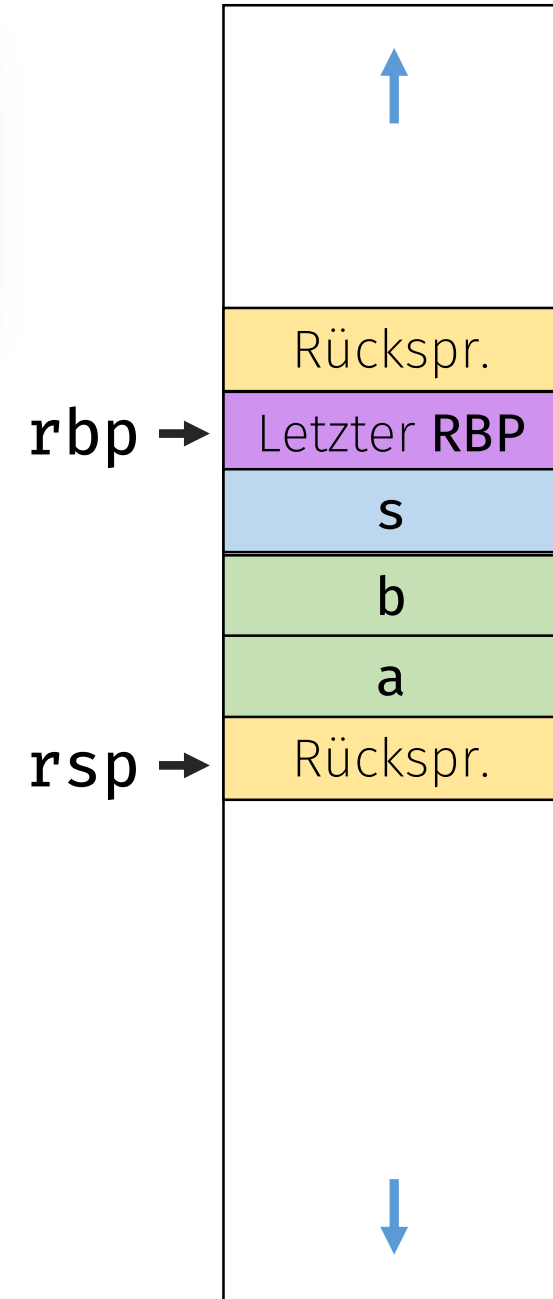 Rückspr.
rbp → Letzter RBP
s
b
a
rsp → Rückspr.